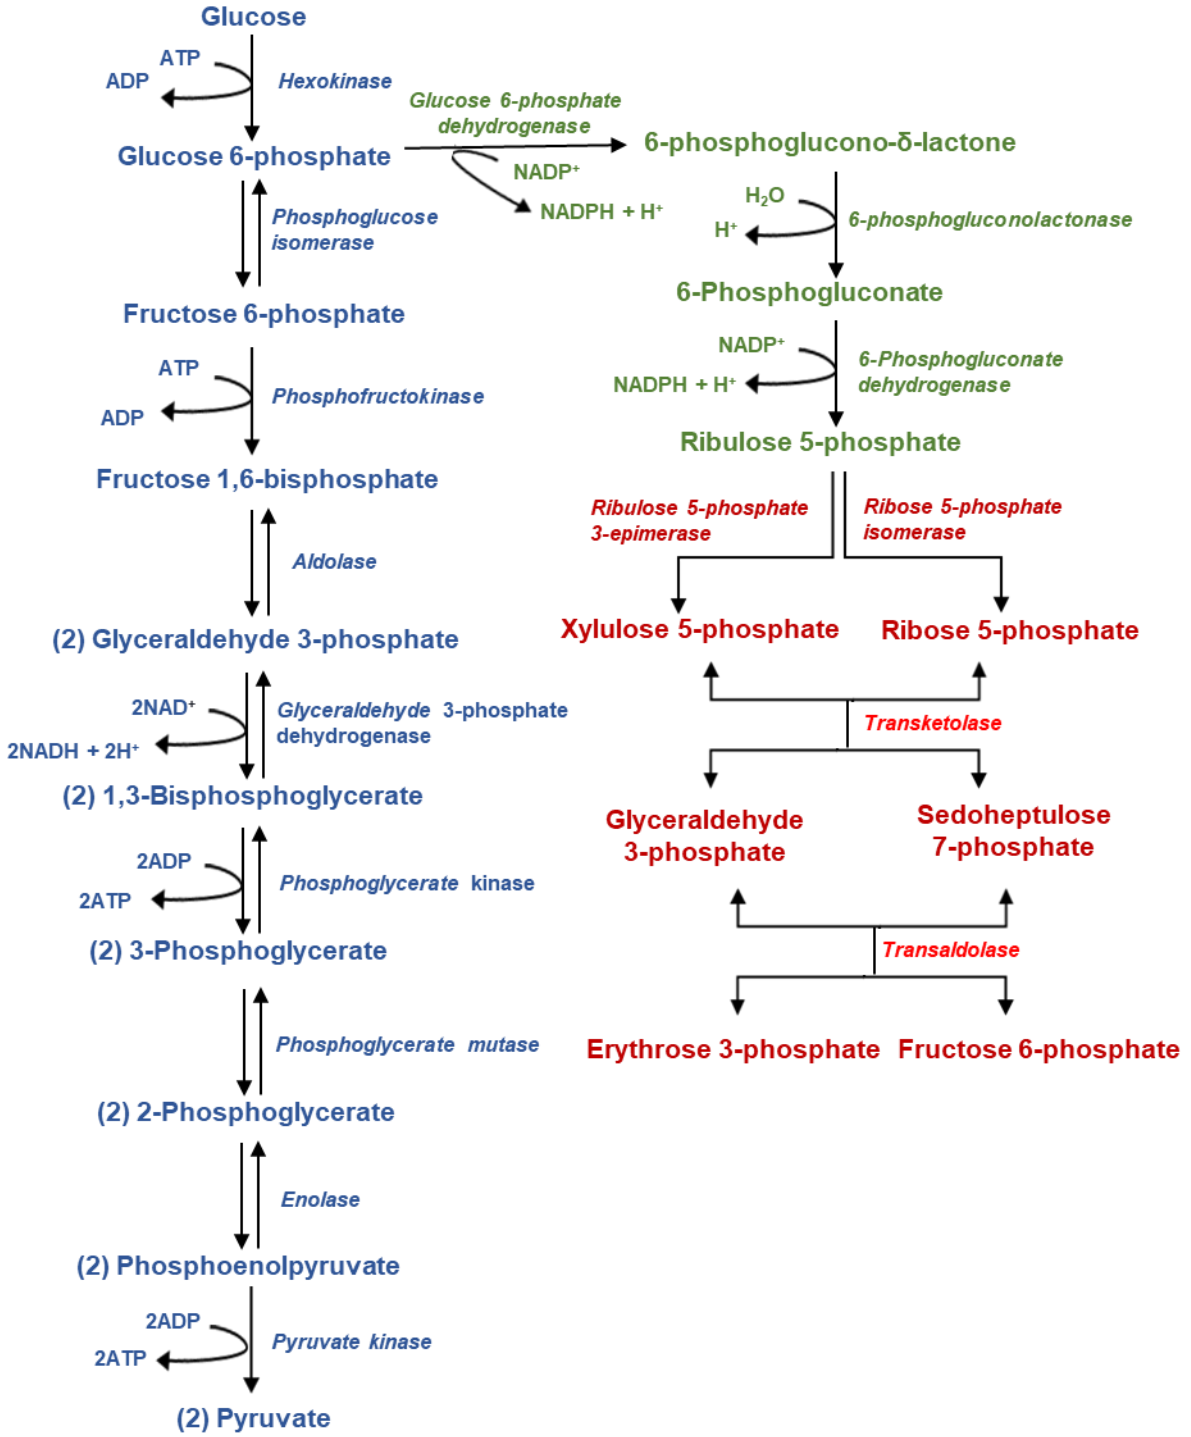 Glucose
ATP
ADP
Hexokinase
Glucose 6-phosphate
Phosphoglucose
isomerase
Fructose 6-phosphate
ATP
ADP
Phosphofructokinase
Fructose 1,6-bisphosphate
Aldolase
(2) Glyceraldehyde 3-phosphate
2NAD⁺
2NADH + 2H⁺
Glyceraldehyde 3-phosphate
dehydrogenase
(2) 1,3-Bisphosphoglycerate
2ADP
2ATP
Phosphoglycerate kinase
(2) 3-Phosphoglycerate
Phosphoglycerate mutase
(2) 2-Phosphoglycerate
Enolase
(2) Phosphoenolpyruvate
2ADP
2ATP
Pyruvate kinase
(2) Pyruvate
Glucose 6-phosphate
dehydrogenase
NADP⁺
NADPH + H⁺
6-phosphoglucono-δ-lactone
H₂O
H⁺
6-phosphogluconolactonase
6-Phosphogluconate
NADP⁺
NADPH + H⁺
6-Phosphogluconate
dehydrogenase
Ribulose 5-phosphate
Ribulose 5-phosphate
3-epimerase
Ribose 5-phosphate
isomerase
Xylulose 5-phosphate
Ribose 5-phosphate
Transketolase
Glyceraldehyde
3-phosphate
Sedoheptulose
7-phosphate
Transaldolase
Erythrose 3-phosphate
Fructose 6-phosphate